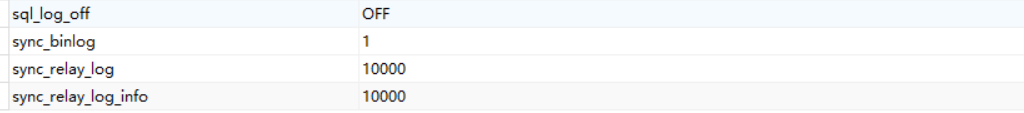 sql_log_off OFF
sync_binlog 1
sync_relay_log 10000
sync_relay_log_info 10000